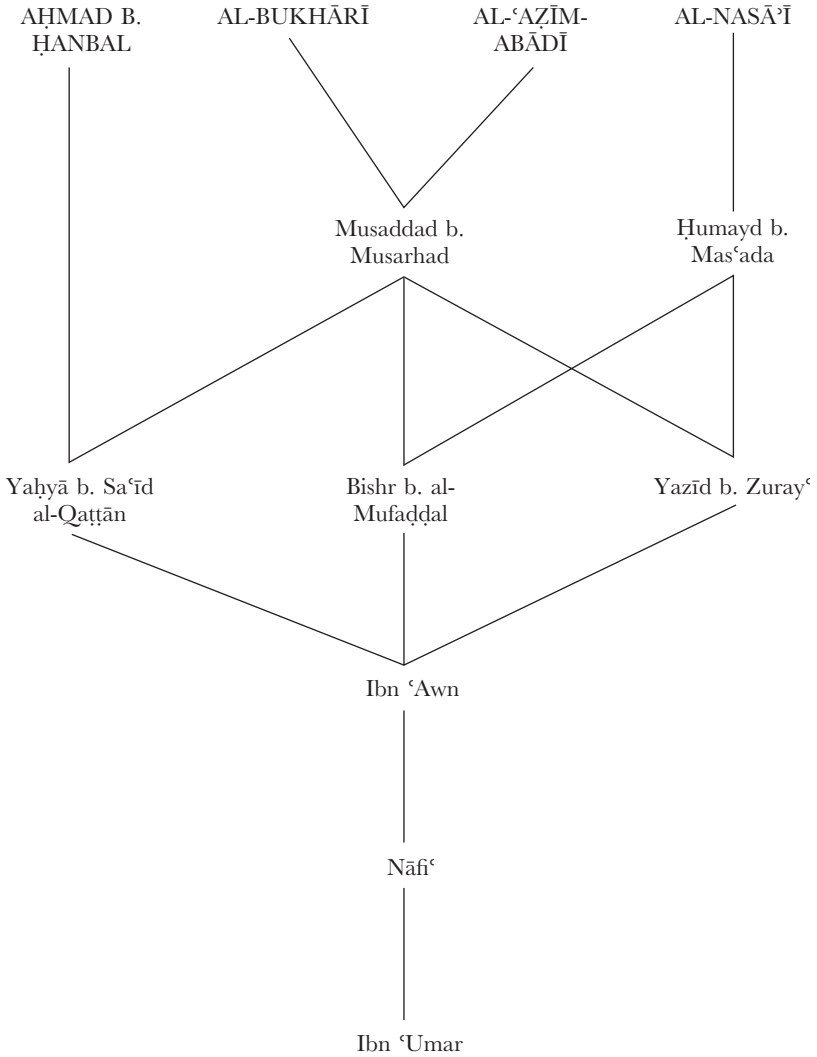 AḤMAD B.
ḤANBAL
AL-BUKHĀRĪ
AL-ʿAẒĪM-
ABĀDĪ
AL-NASĀʾĪ
Musaddad b.
Musarhad
Ḥumayd b.
Masʿada
Yaḥyā b. Saʿīd
al-Qaṭṭān
Bishr b. al-
Mufaḍḍal
Yazīd b. Zurayʿ
Ibn ʿAwn
Nāfiʿ
Ibn ʿUmar